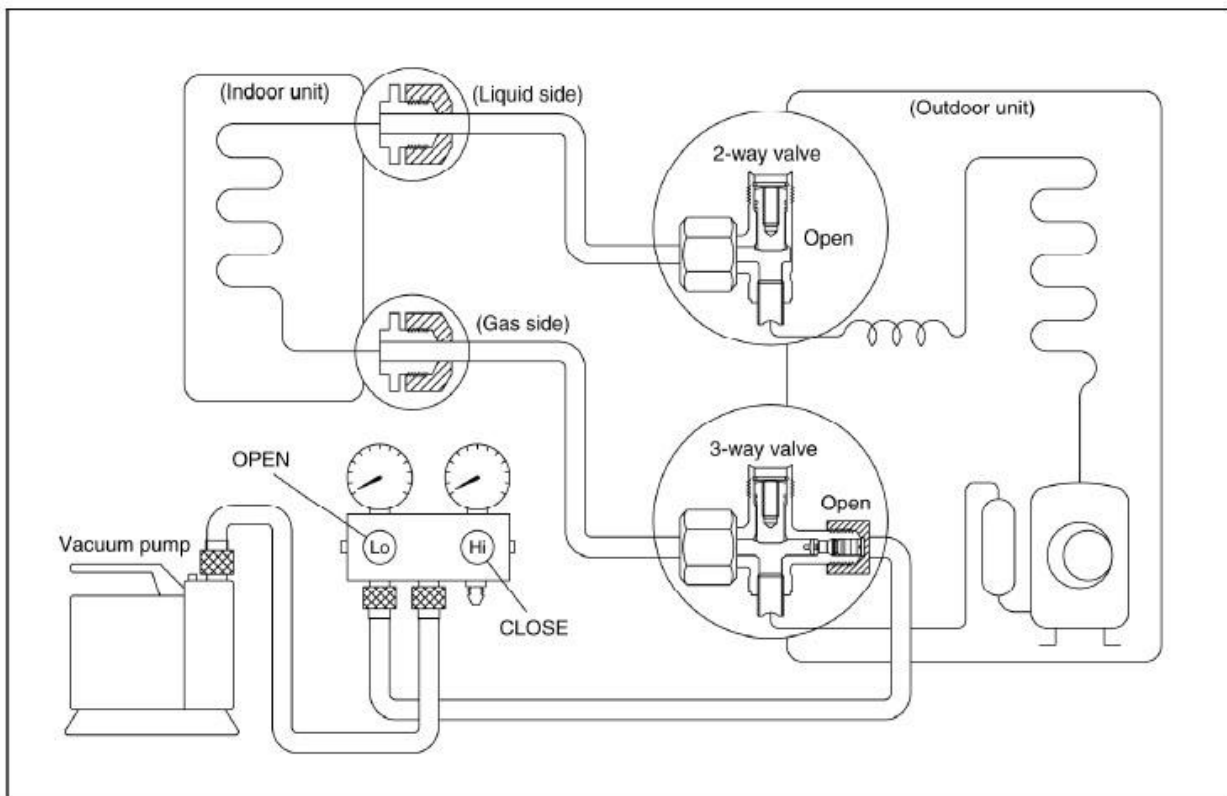 (Indoor unit)
(Liquid side)
(Outdoor unit)
2-way valve
Open
(Gas side)
3-way valve
Open
OPEN
Lo
Hi
Vacuum pump
CLOSE